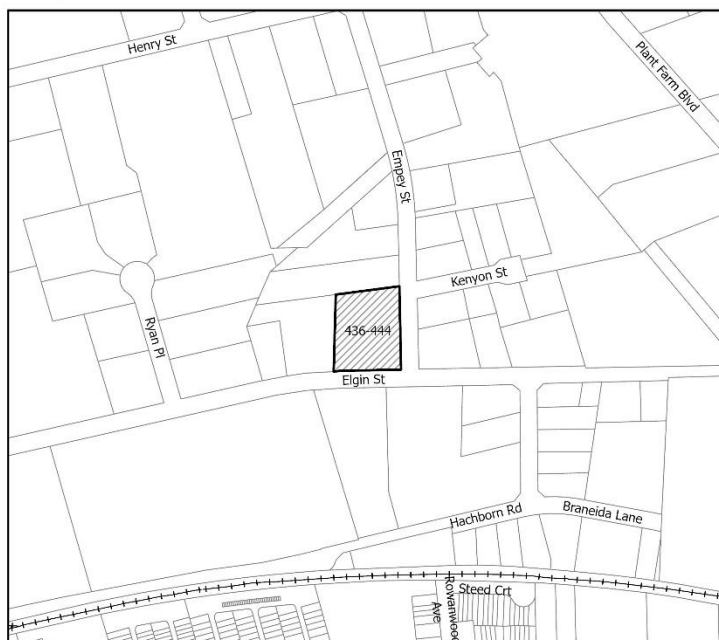 Henry St
Plant Farm Blvd
Empey St
Kenyon St
436-444
Ryan Pl
Elgin St
Hachborn Rd
Braneida Lane
Steed Crt
Rowanwood
Ave